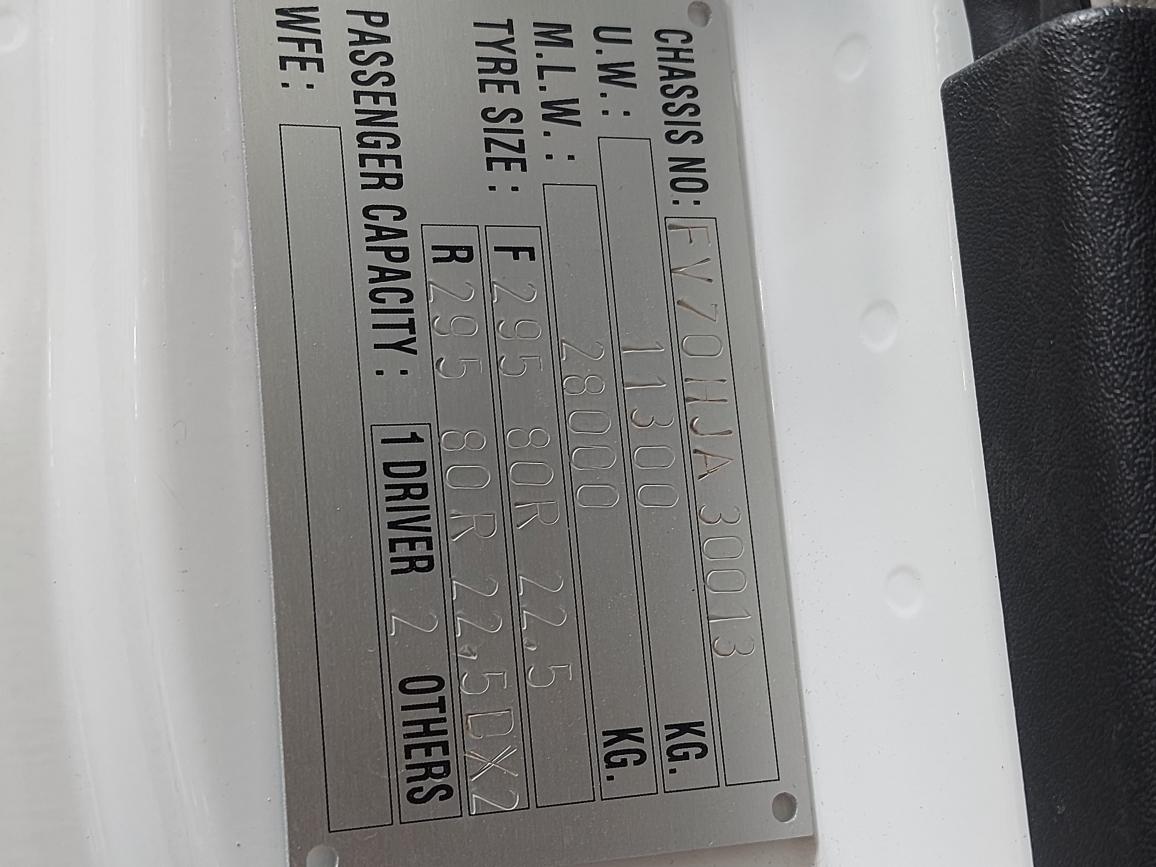 CHASSIS NO: FV70HJA 30013
U.W.: 11300 KG.
M.L.W.: 28000 KG.
TYRE SIZE: F 295 80R 22.5
R 295 80R 22.5DX2
PASSENGER CAPACITY: 1 DRIVER 2 OTHERS
WFE: